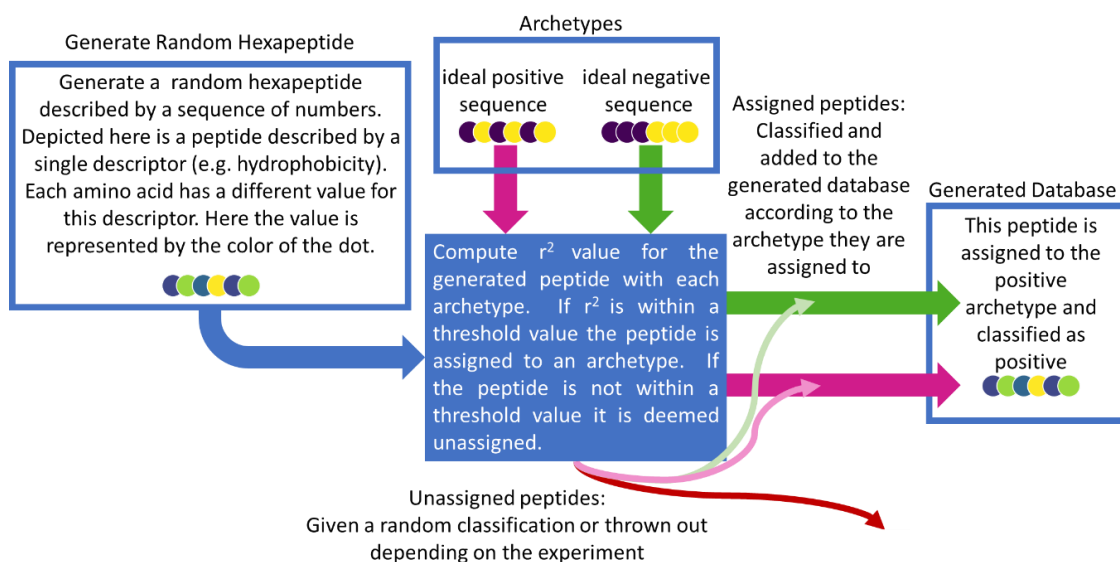 Generate Random Hexapeptide
Generate a random hexapeptide
described by a sequence of numbers.
Depicted here is a peptide described by a
single descriptor (e.g. hydrophobicity).
Each amino acid has a different value for
this descriptor. Here the value is
represented by the color of the dot.
Archetypes
ideal positive
sequence
ideal negative
sequence
Compute r² value for the
generated peptide with each
archetype. If r² is within a
threshold value the peptide is
assigned to an archetype. If
the peptide is not within a
threshold value it is deemed
unassigned.
Assigned peptides:
Classified and
added to the
generated database
according to the
archetype they are
assigned to
Generated Database
This peptide is
assigned to the
positive
archetype and
classified as
positive
Unassigned peptides:
Given a random classification or thrown out
depending on the experiment